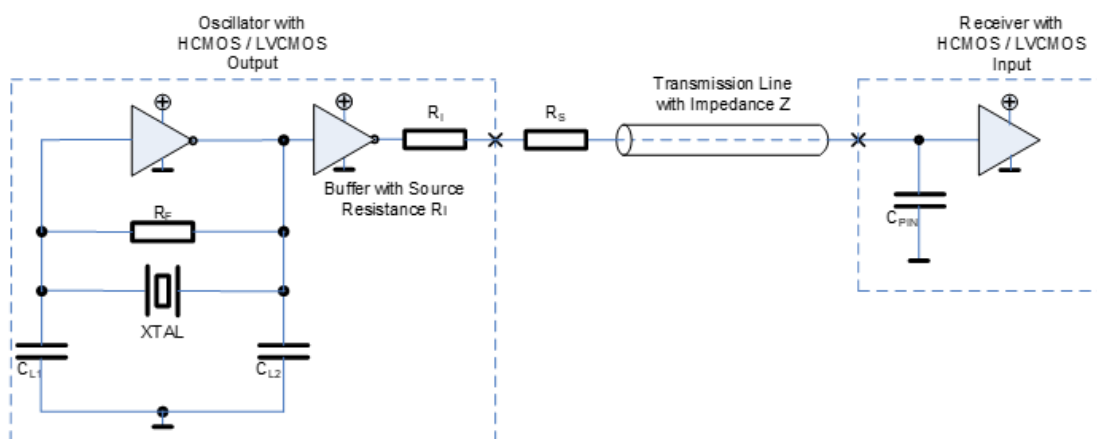 Oscillator with
HCMOS / LVCMOS
Output
Receiver with
HCMOS / LVCMOS
Input
Transmission Line
with Impedance Z
RI
RS
Buffer with Source
Resistance RI
RF
XTAL
CL1
CL2
CPIN